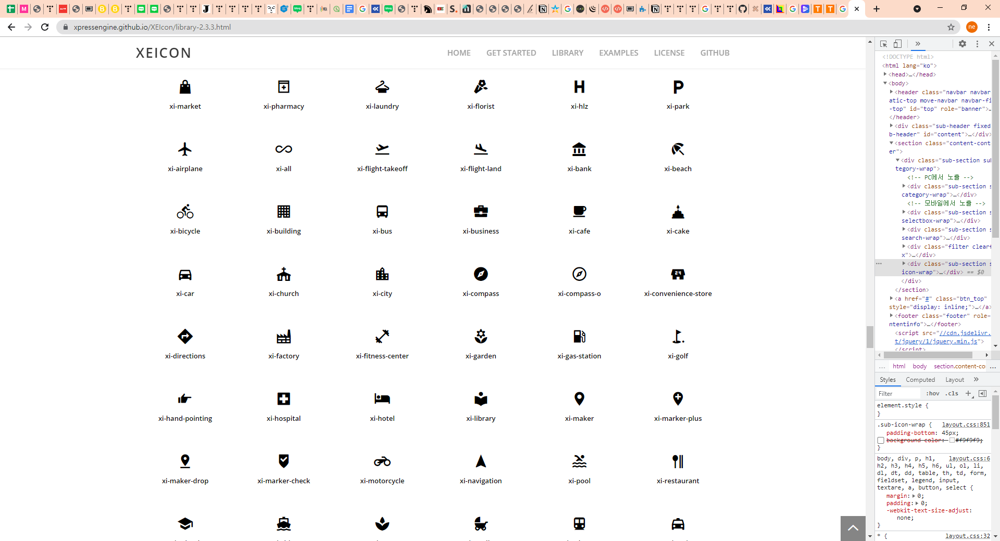 xpressengine.github.io/XEIcon/library-2.3.3.html
ne
XEICON
HOME GET STARTED LIBRARY EXAMPLES LICENSE GITHUB
xi-market xi-pharmacy xi-laundry xi-florist xi-hlz xi-park
xi-airplane xi-all xi-flight-takeoff xi-flight-land xi-bank xi-beach
xi-bicycle xi-building xi-bus xi-business xi-cafe xi-cake
xi-car xi-church xi-city xi-compass xi-compass-o xi-convenience-store
xi-directions xi-factory xi-fitness-center xi-garden xi-gas-station xi-golf
xi-hand-pointing xi-hospital xi-hotel xi-library xi-maker xi-marker-plus
xi-maker-drop xi-marker-check xi-motorcycle xi-navigation xi-pool xi-restaurant
<!DOCTYPE html>
<html lang="ko">
<head>…</head>
<body>
<header class="navbar navbar
atic-top move-navbar navbar-fi
-top" id="top" role="banner">…
</header>
<div class="sub-header fixed
b-header" id="content">…</div>
<section class="content-cont
er">
<div class="sub-section sub
tegory-wrap">
<!-- PC에서 노출 -->
<div class="sub-section s
category-wrap">…</div>
<!-- 모바일에서 노출 -->
<div class="sub-section s
selectbox-wrap">…</div>
<div class="sub-section s
search-wrap">…</div>
<div class="filter clearf
x">…</div>
<div class="sub-section s
icon-wrap">…</div> == $0
</div>
</section>
<a href="#" class="btn_top"
style="display: inline;">…</a>
<footer class="footer" role=
ntentinfo">…</footer>
<script src="//cdn.jsdelivr.
t/jquery/1/jquery.min.js">
</script>
... html body section.content-co ...
Styles Computed Layout
Filter :hov .cls
element.style {
}
.sub-icon-wrap { layout.css:851
padding-bottom: 45px;
background-color: #f9f9f9;
}
body, div, p, h1, layout.css:6
h2, h3, h4, h5, h6, ul, ol, li,
dl, dt, dd, table, th, td, form,
fieldset, legend, input,
textare, a, button, select {
margin: 0;
padding: 0;
-webkit-text-size-adjust:
none;
}
* { layout.css:32